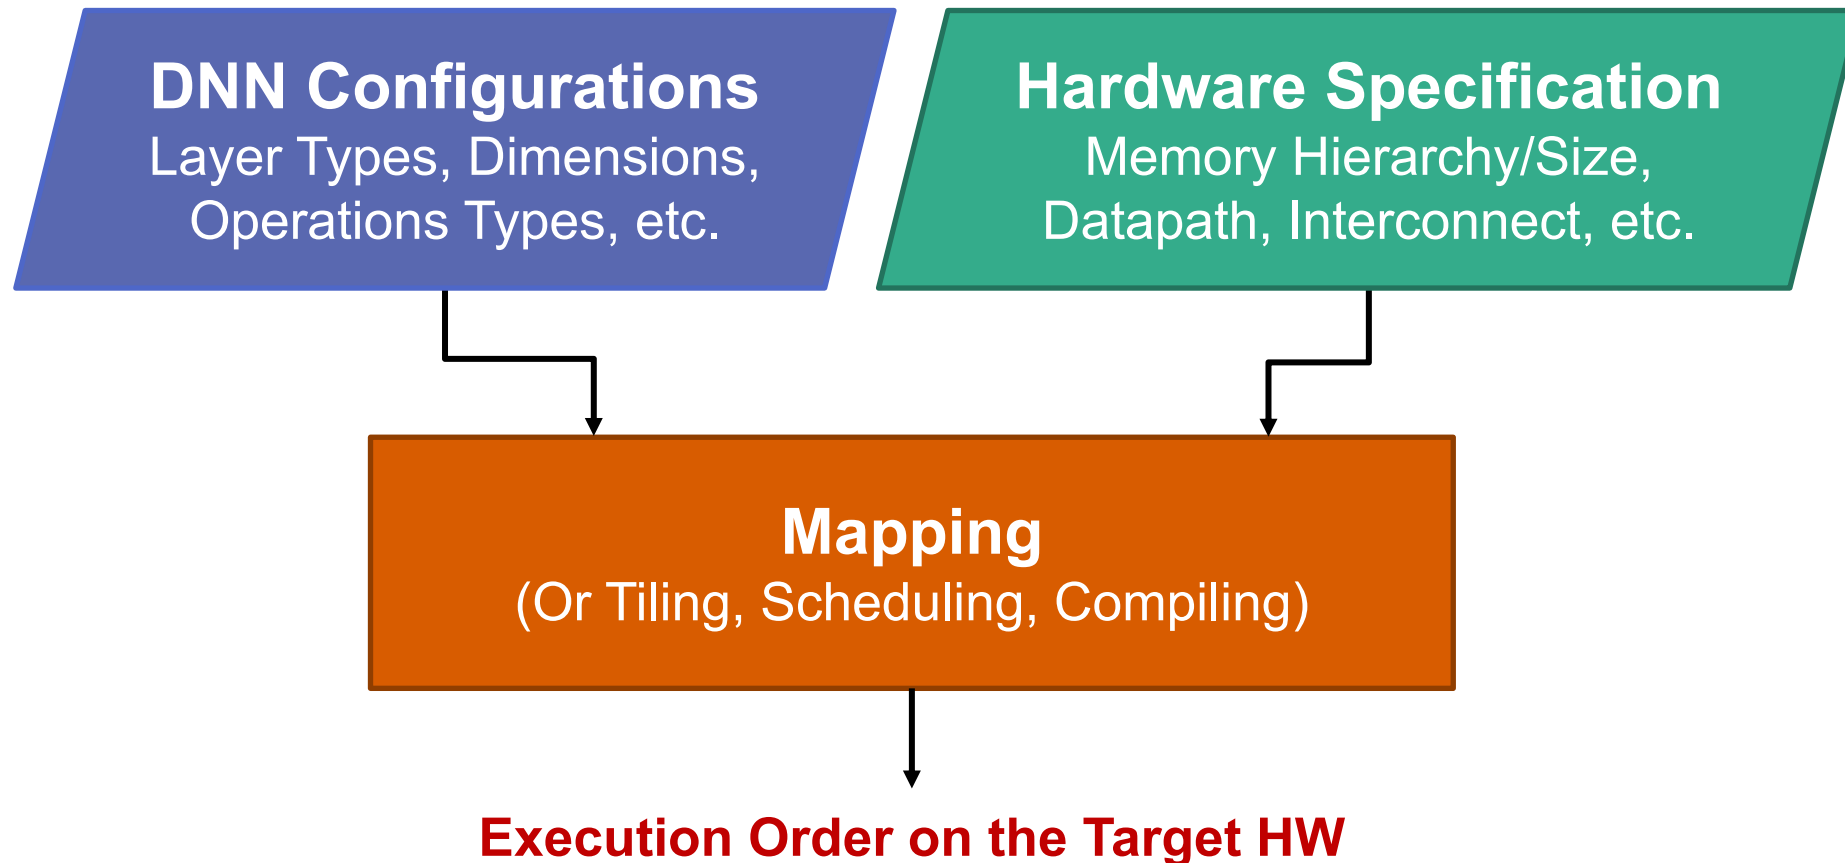 DNN Configurations
Layer Types, Dimensions,
Operations Types, etc.
Hardware Specification
Memory Hierarchy/Size,
Datapath, Interconnect, etc.
Mapping
(Or Tiling, Scheduling, Compiling)
Execution Order on the Target HW